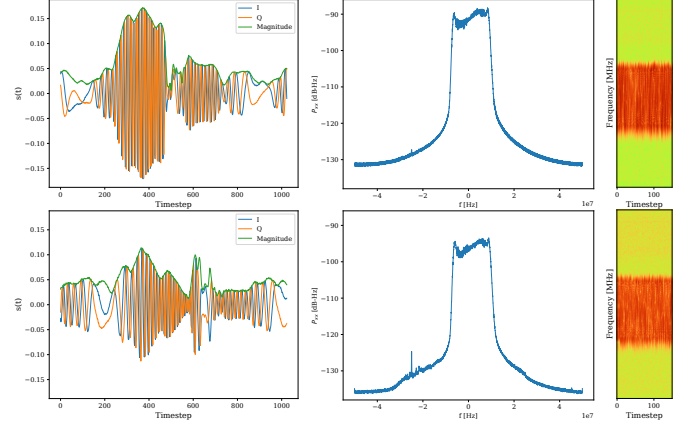 0.15
0.10
0.05
0.00
−0.05
−0.10
−0.15
s(t)
0
200
400
600
800
1000
Timestep
I
Q
Magnitude
−90
−100
−110
−120
−130
Pxx [dB-Hz]
−4
−2
0
2
4
f [Hz]
1e7
Frequency [MHz]
0
100
Timestep
0.15
0.10
0.05
0.00
−0.05
−0.10
−0.15
s(t)
0
200
400
600
800
1000
Timestep
I
Q
Magnitude
−90
−100
−110
−120
−130
Pxx [dB-Hz]
−4
−2
0
2
4
f [Hz]
1e7
Frequency [MHz]
0
100
Timestep